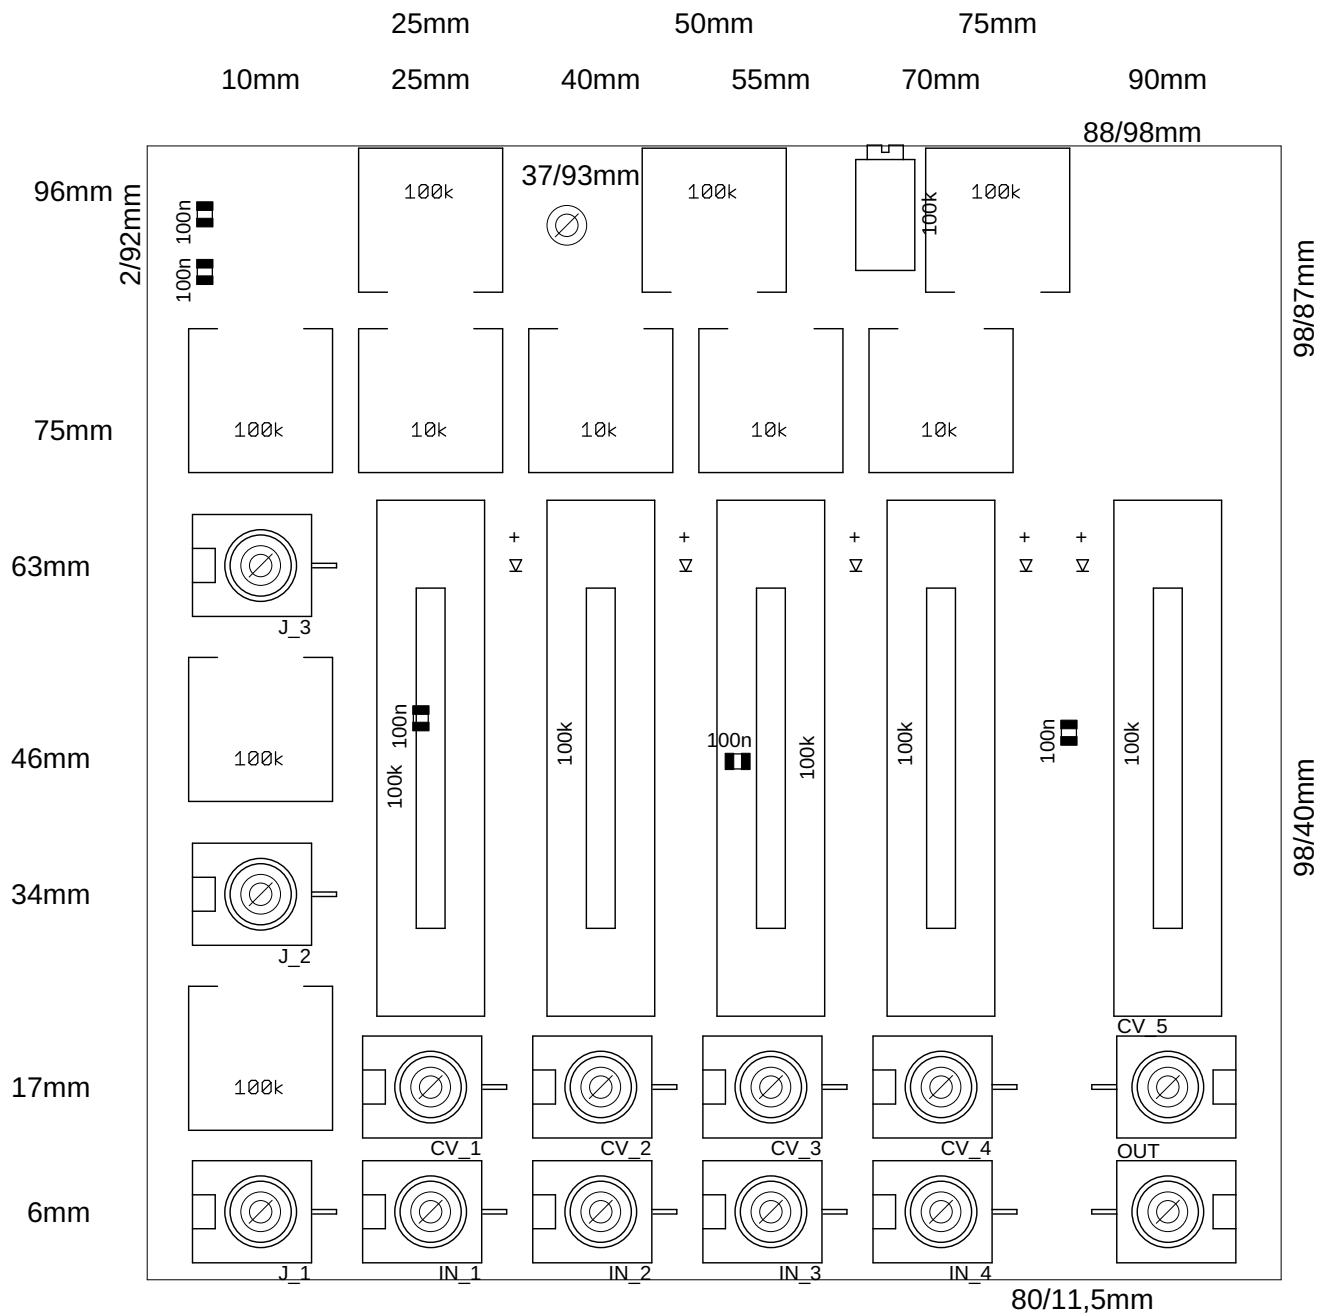 25mm 50mm 75mm
10mm 25mm 40mm 55mm 70mm 90mm
88/98mm
96mm 100k 37/93mm 100k 100k
2/92mm 100n 100k 98/87mm
100n
75mm 100k 10k 10k 10k 10k
+ + + + +
63mm
J_3
100n 100k 100n 100k 100n 100k
46mm 100k 100k 100k
98/40mm
34mm
J_2
CV_5
17mm 100k
CV_1 CV_2 CV_3 CV_4 OUT
6mm
J_1 IN_1 IN_2 IN_3 IN_4
80/11,5mm